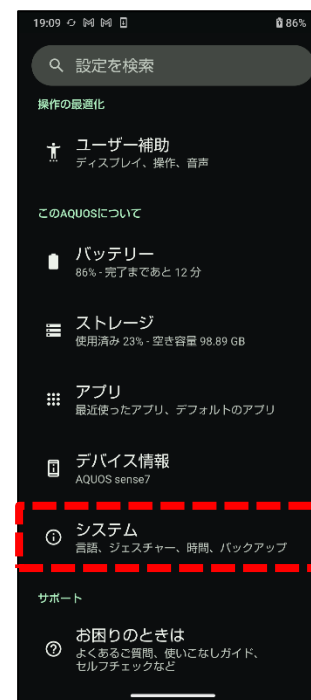 19:09
86%
設定を検索
操作の最適化
ユーザー補助
ディスプレイ、操作、音声
このAQUOSについて
バッテリー
86% - 完了まであと 12 分
ストレージ
使用済み 23% - 空き容量 98.89 GB
アプリ
最近使ったアプリ、デフォルトのアプリ
デバイス情報
AQUOS sense7
システム
言語、ジェスチャー、時間、バックアップ
サポート
お困りのときは
よくあるご質問、使いこなしガイド、
セルフチェックなど